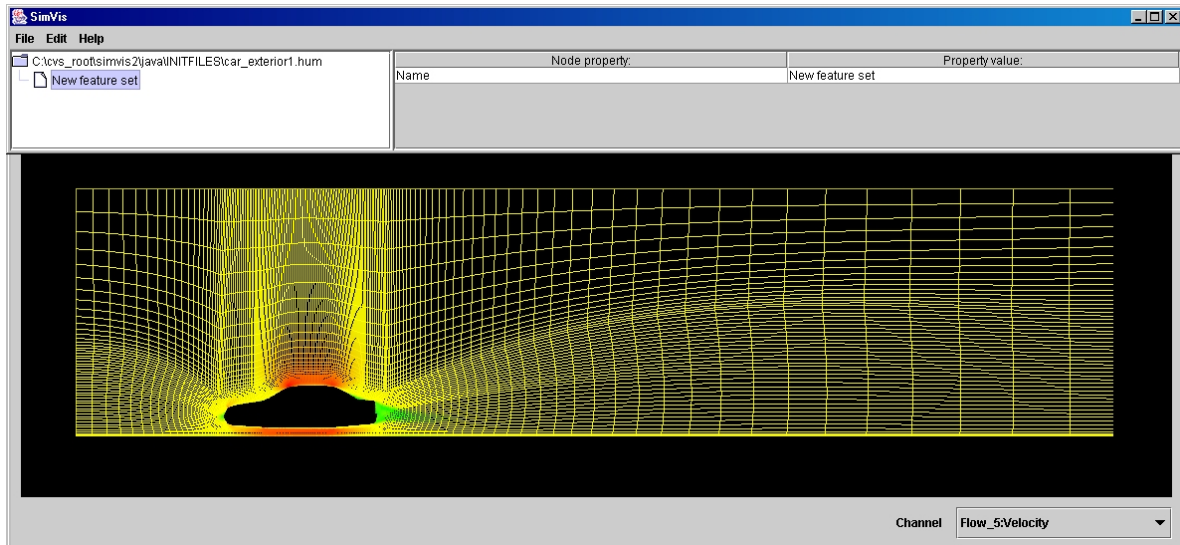 SimVis
File Edit Help
C:\cvs_root\simvis2\java\INITFILES\car_exterior1.hum
New feature set
Node property: Property value:
Name New feature set
Channel Flow_5:Velocity